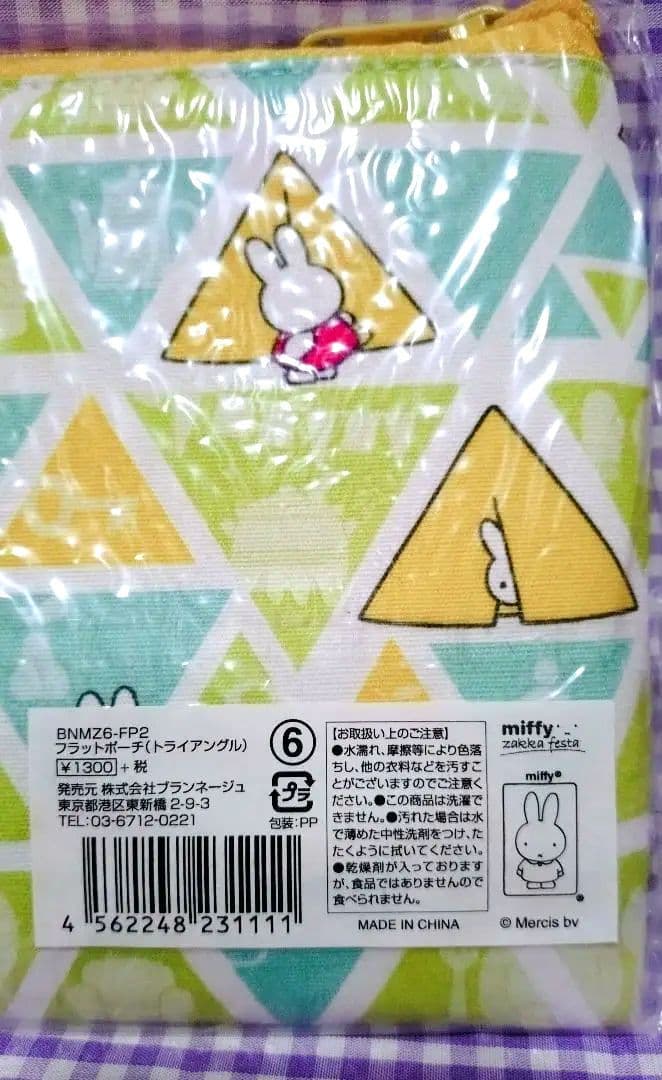 BNMZ6-FP2
フラットポーチ(トライアングル)
¥1300 + 税
発売元 株式会社ブランネージュ
東京都港区東新橋 2-9-3
TEL:03-6712-0221
4 562248 231111
⑥
プラ
包装:PP
【お取扱い上のご注意】
●水濡れ、摩擦等により色落
ちし、他の衣料などを汚すこ
とがございますのでご注意
ください。●この商品は洗濯で
きません。●汚れた場合は水
で薄めた中性洗剤をつけ、た
たくように拭いてください。
●乾燥剤が入っております
が、食品ではありませんので
食べられません。
MADE IN CHINA
miffy
zakka festa
miffy®
®
© Mercis bv